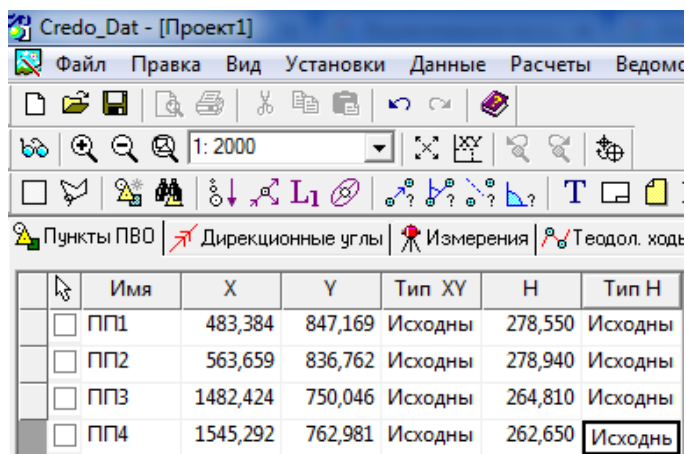 Credo_Dat - [Проект1]
Файл Правка Вид Установки Данные Расчеты Ведомо
1: 2000
XY
L1 ? ? ? ? T
Пункты ПВО Дирекционные углы Измерения Теодол. ходы
Имя X Y Тип XY H Тип H
ПП1 483,384 847,169 Исходны 278,550 Исходны
ПП2 563,659 836,762 Исходны 278,940 Исходны
ПП3 1482,424 750,046 Исходны 264,810 Исходны
ПП4 1545,292 762,981 Исходны 262,650 Исходнь